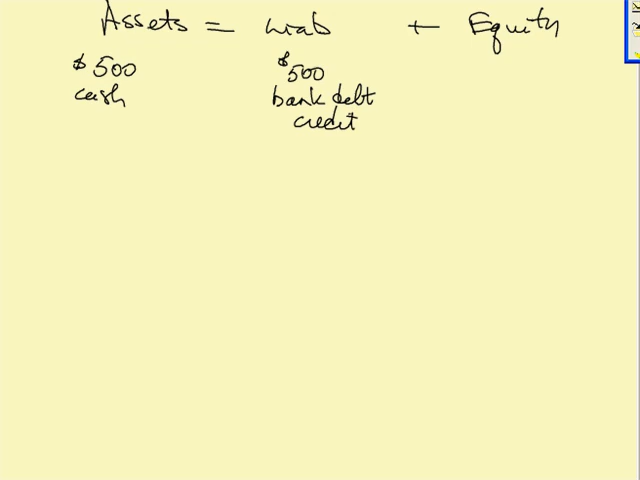 Assets = Liab + Equity
$500 $500
cash bank debt
credit